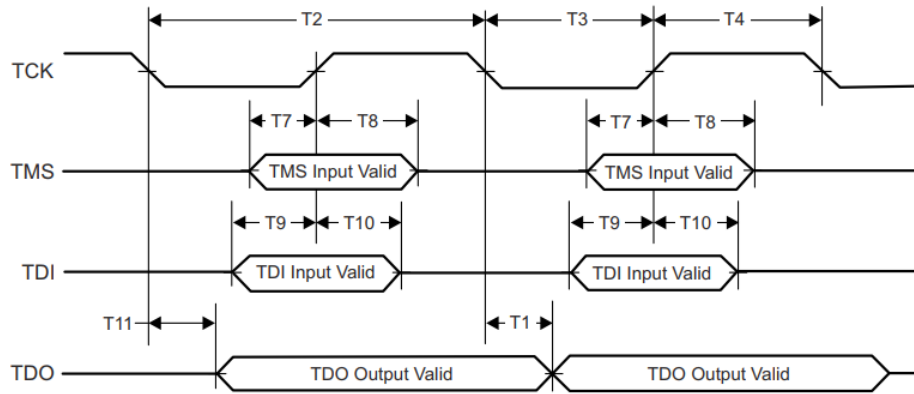 T2 T3 T4
TCK
T7 T8 T7 T8
TMS TMS Input Valid TMS Input Valid
T9 T10 T9 T10
TDI TDI Input Valid TDI Input Valid
T11 T1
TDO TDO Output Valid TDO Output Valid